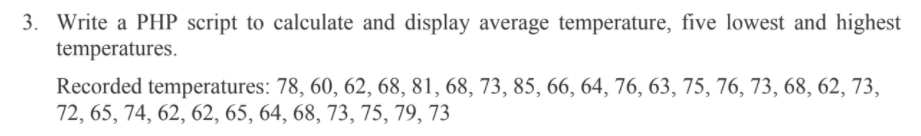 3. Write a PHP script to calculate and display average temperature, five lowest and highest
temperatures.
Recorded temperatures: 78, 60, 62, 68, 81, 68, 73, 85, 66, 64, 76, 63, 75, 76, 73, 68, 62, 73,
72, 65, 74, 62, 62, 65, 64, 68, 73, 75, 79, 73